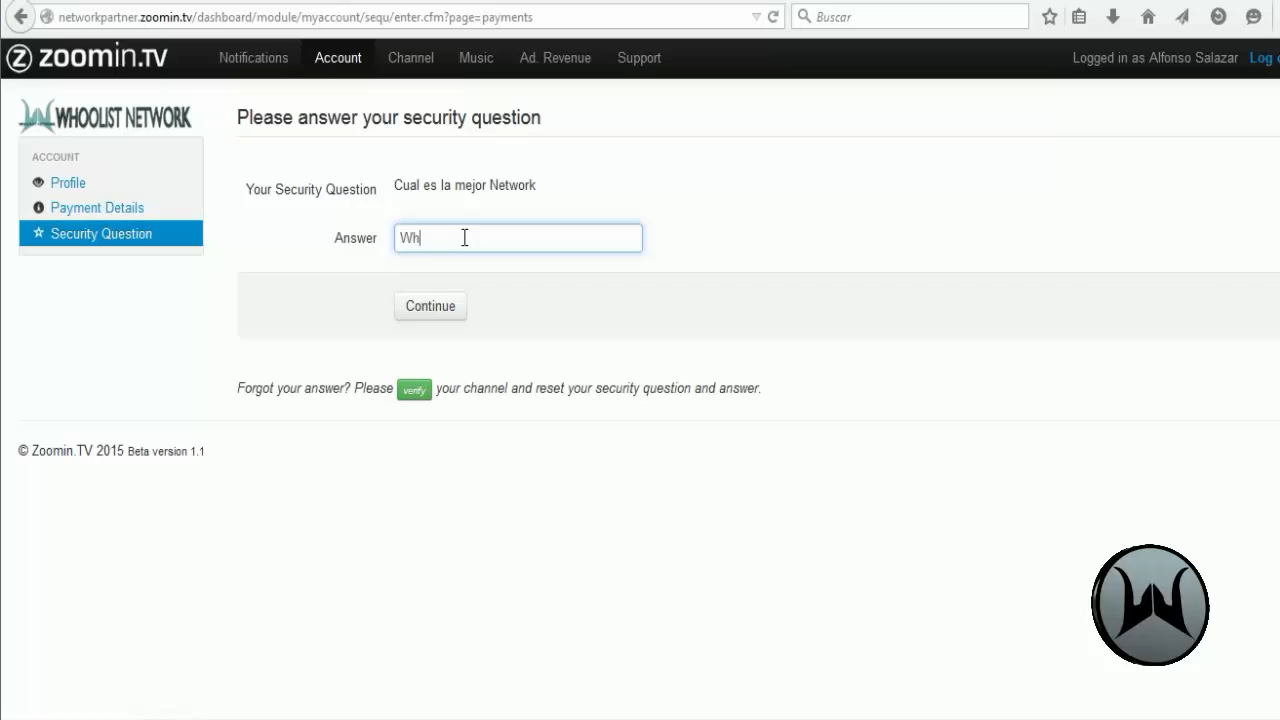 networkpartner.zoomin.tv/dashboard/module/myaccount/sequ/enter.cfm?page=payments
Buscar
zoomin.TV
Notifications Account Channel Music Ad. Revenue Support
Logged in as Alfonso Salazar Log
WHOOLIST NETWORK
ACCOUNT
Profile
Payment Details
Security Question
Please answer your security question
Your Security Question Cual es la mejor Network
Answer Wh
Continue
Forgot your answer? Please verify your channel and reset your security question and answer.
© Zoomin.TV 2015 Beta version 1.1